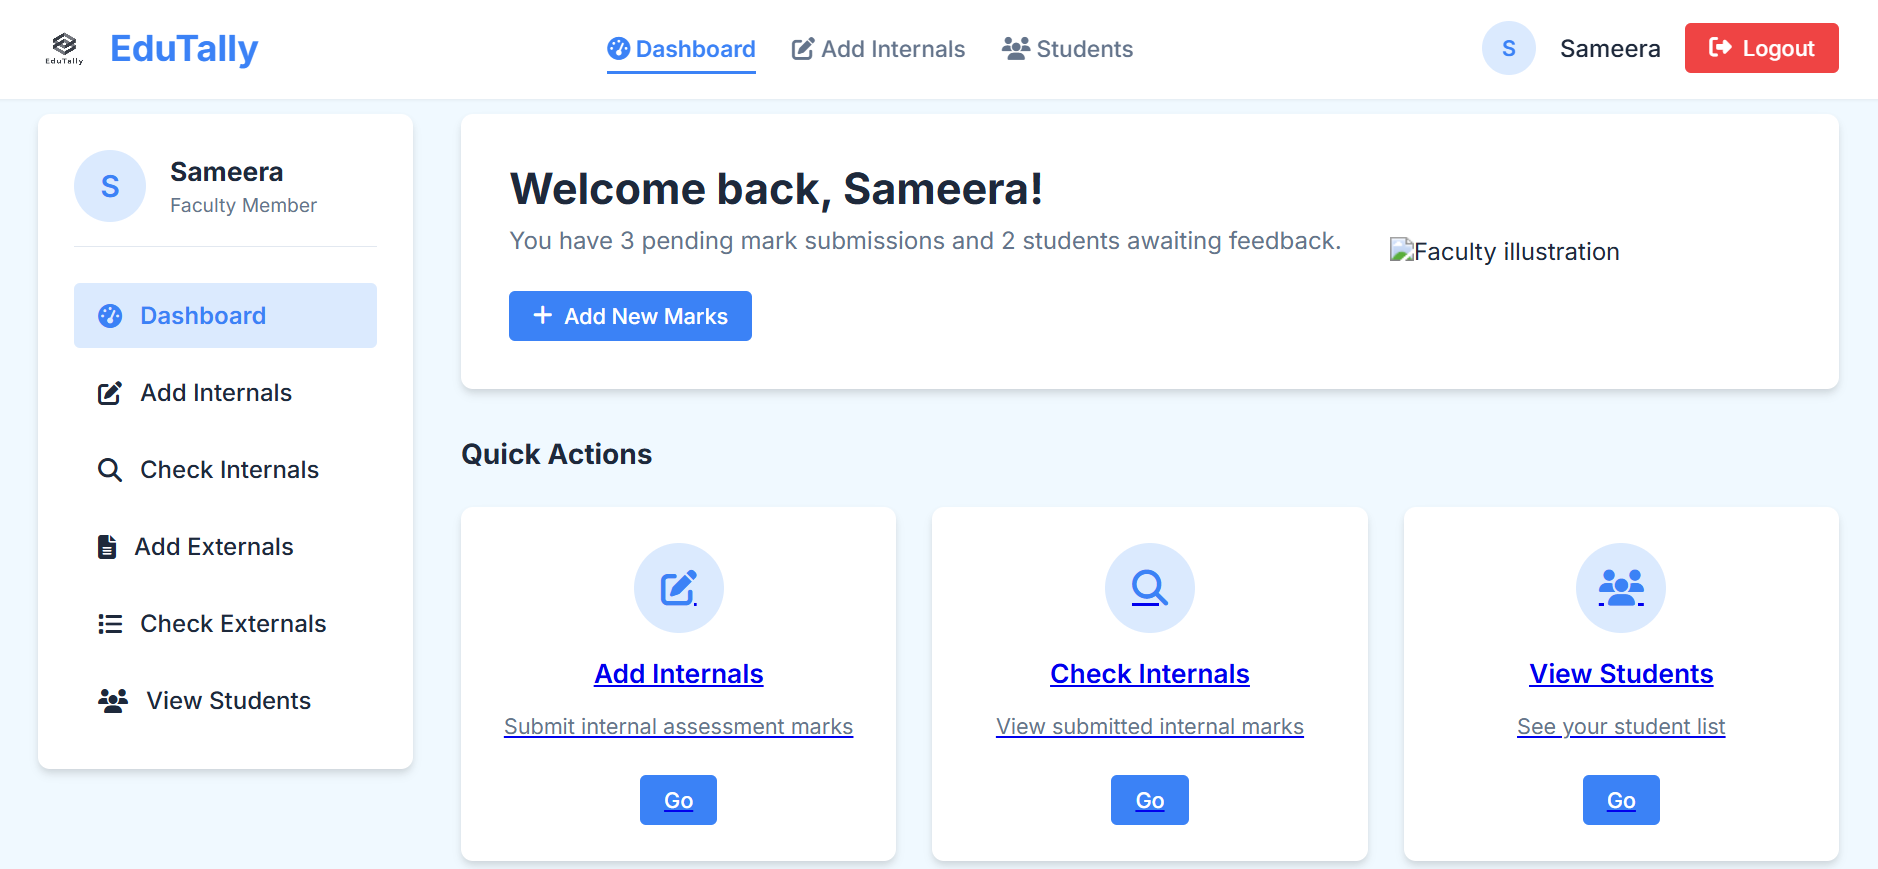 EduTally
EduTally
Dashboard
Add Internals
Students
S
Sameera
Logout
S
Sameera
Faculty Member
Dashboard
Add Internals
Check Internals
Add Externals
Check Externals
View Students
Welcome back, Sameera!
You have 3 pending mark submissions and 2 students awaiting feedback.
Faculty illustration
Add New Marks
Quick Actions
Add Internals
Submit internal assessment marks
Go
Check Internals
View submitted internal marks
Go
View Students
See your student list
Go